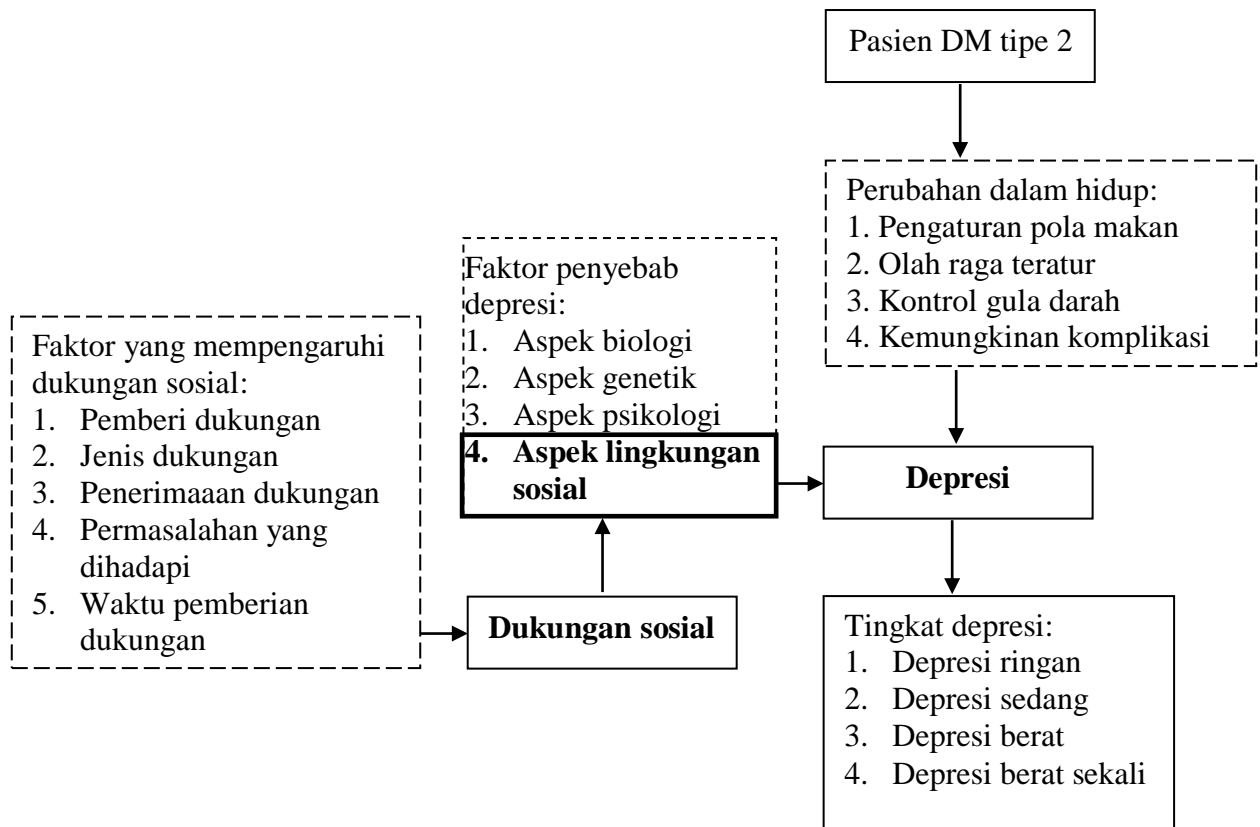 Pasien DM tipe 2
Perubahan dalam hidup:
1. Pengaturan pola makan
2. Olah raga teratur
3. Kontrol gula darah
4. Kemungkinan komplikasi
Faktor penyebab
depresi:
1. Aspek biologi
2. Aspek genetik
3. Aspek psikologi
4. Aspek lingkungan
sosial
Faktor yang mempengaruhi
dukungan sosial:
1. Pemberi dukungan
2. Jenis dukungan
3. Penerimaaan dukungan
4. Permasalahan yang
dihadapi
5. Waktu pemberian
dukungan
Dukungan sosial
Depresi
Tingkat depresi:
1. Depresi ringan
2. Depresi sedang
3. Depresi berat
4. Depresi berat sekali